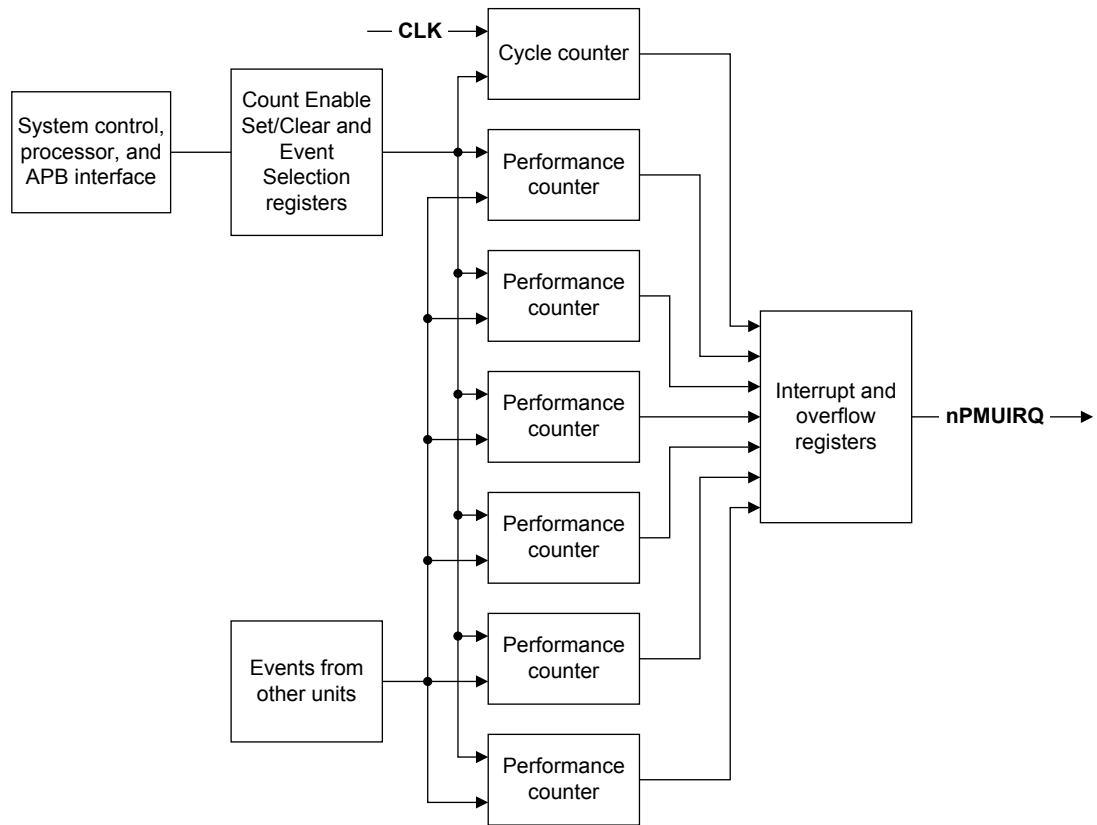 CLK
Cycle counter
System control,
processor, and
APB interface
Count Enable
Set/Clear and
Event
Selection
registers
Performance
counter
Performance
counter
Performance
counter
Performance
counter
Performance
counter
Performance
counter
Events from
other units
Interrupt and
overflow
registers
nPMUIRQ